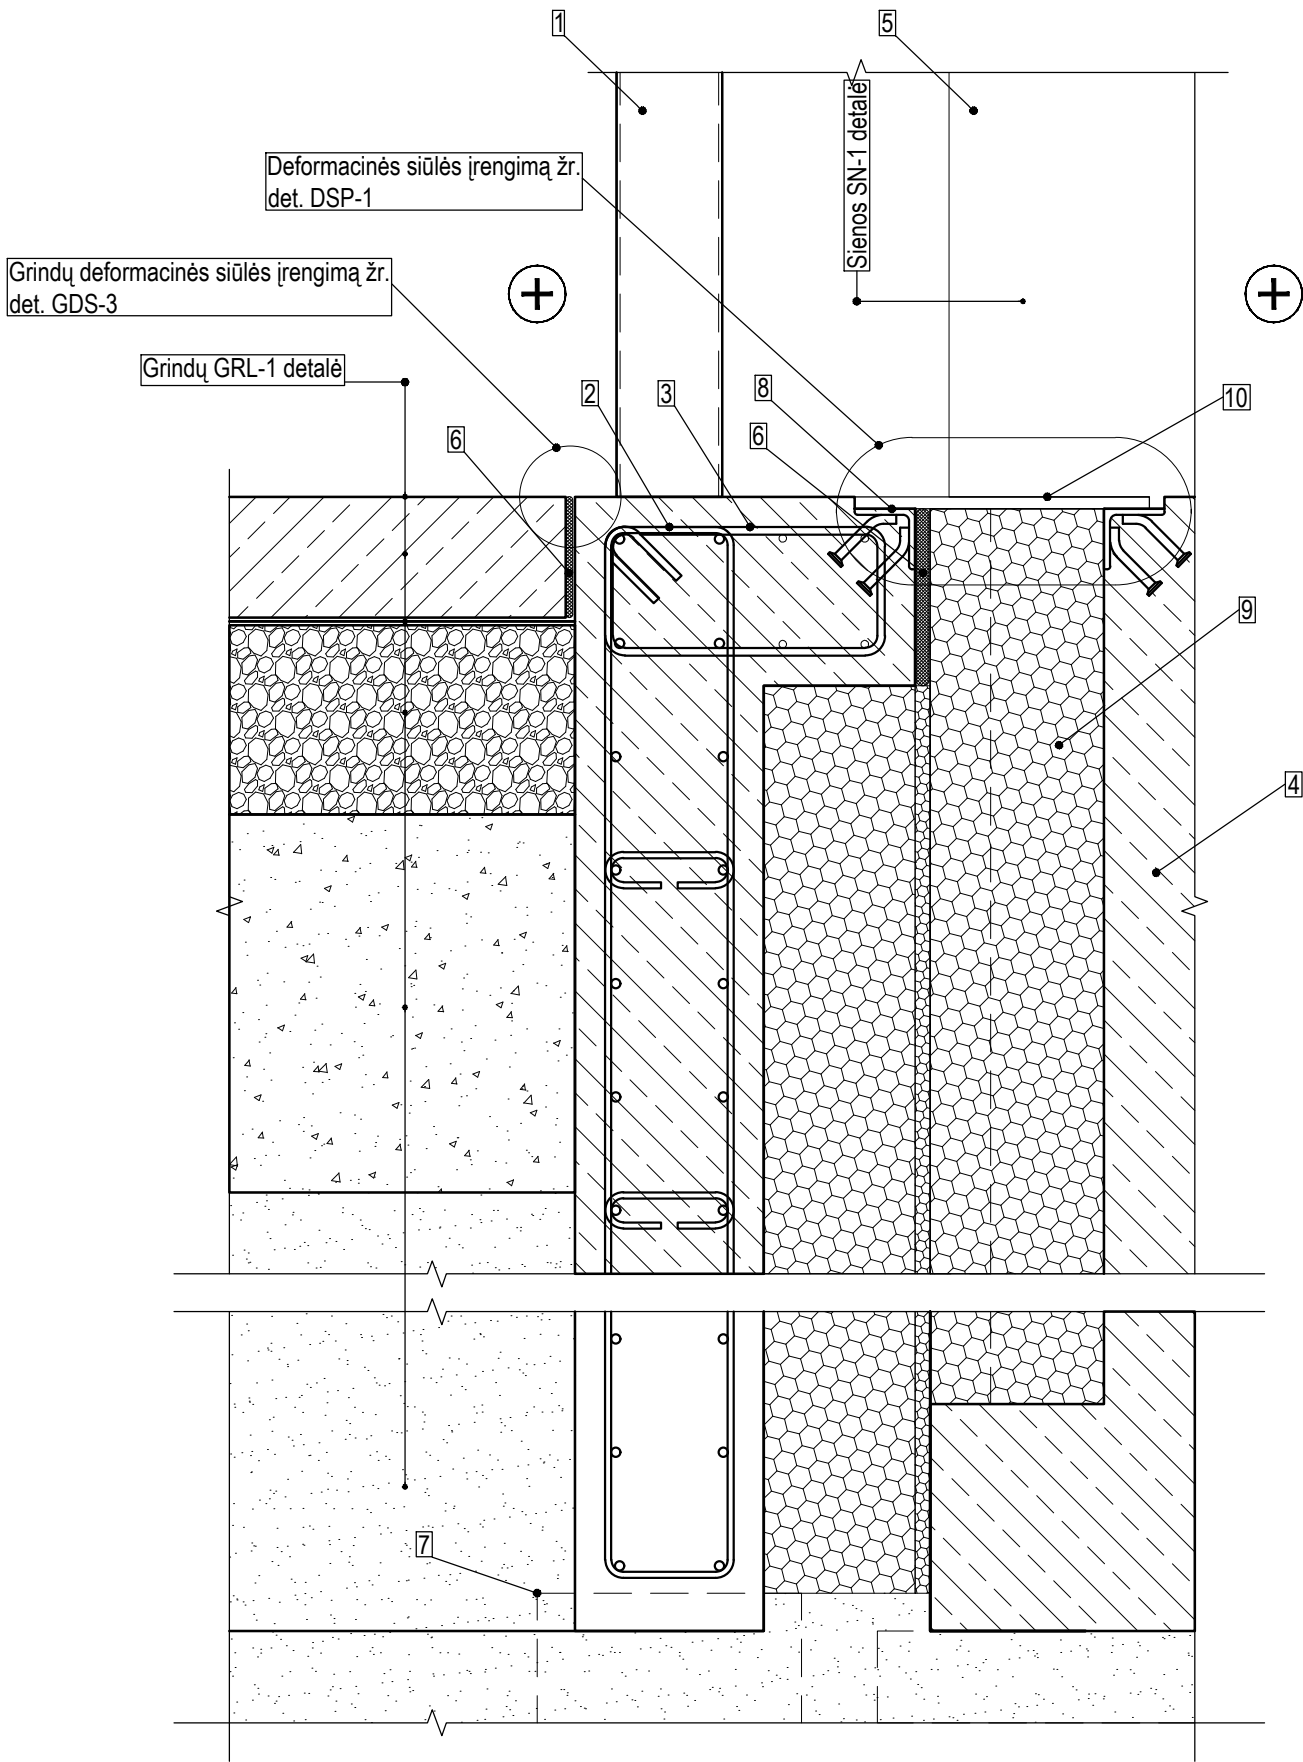 1
5
Sienos SN-1 detalė
Deformacinės siūlės įrengimą žr.
det. DSP-1
Grindų deformacinės siūlės įrengimą žr.
det. GDS-3
Grindų GRL-1 detalė
2
3
8
10
6
6
9
4
7